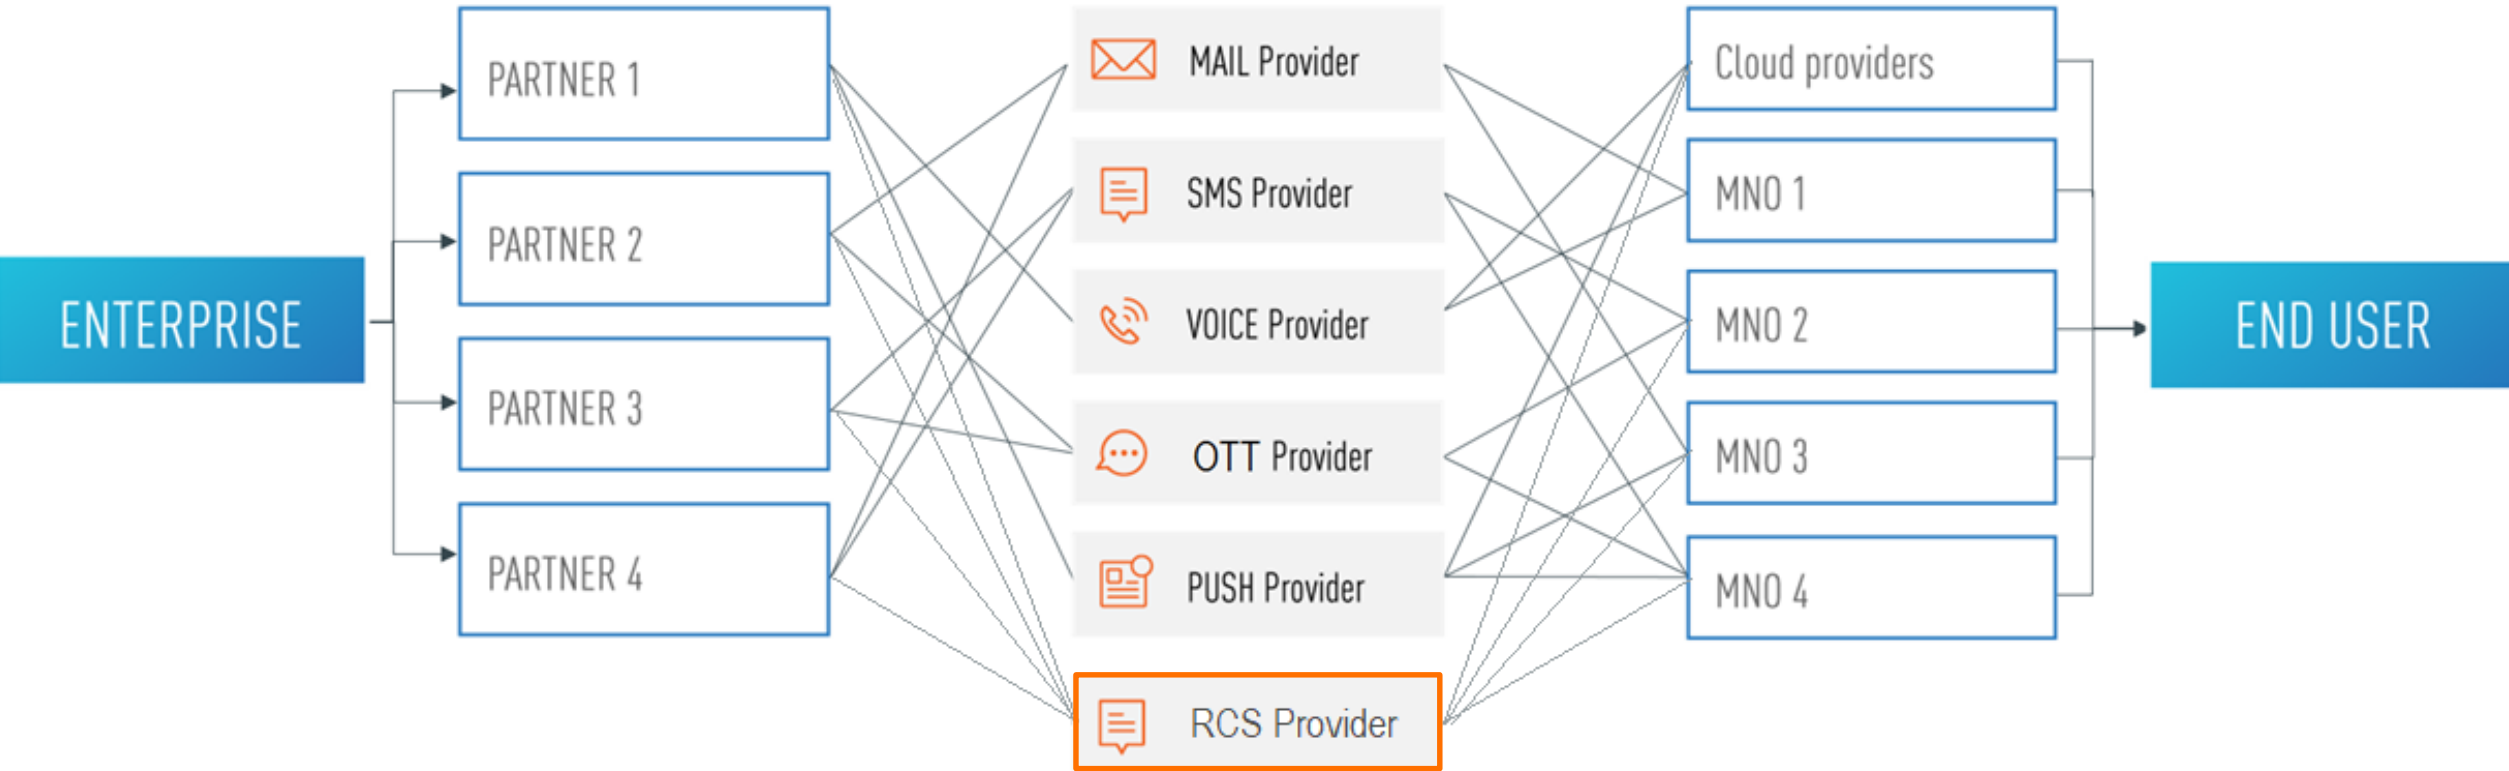 ENTERPRISE
PARTNER 1
PARTNER 2
PARTNER 3
PARTNER 4
MAIL Provider
SMS Provider
VOICE Provider
OTT Provider
PUSH Provider
RCS Provider
Cloud providers
MNO 1
MNO 2
MNO 3
MNO 4
END USER